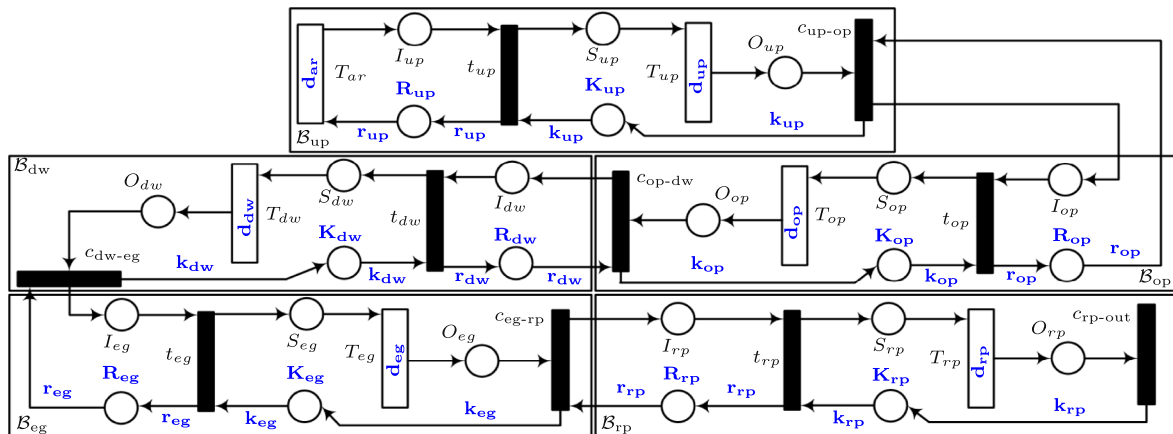 d_ar
T_ar
I_up
t_up
S_up
T_up
d_up
O_up
c_up-op
R_up
r_up
r_up
K_up
k_up
k_up
B_up
B_dw
O_dw
d_dw
T_dw
S_dw
t_dw
I_dw
c_op-dw
O_op
d_op
T_op
S_op
t_op
I_op
K_dw
R_dw
K_op
R_op
r_op
c_dw-eg
k_dw
k_dw
r_dw
r_dw
k_op
k_op
r_op
B_op
I_eg
t_eg
S_eg
T_eg
d_eg
O_eg
c_eg-rp
I_rp
t_rp
S_rp
T_rp
d_rp
O_rp
c_rp-out
R_eg
K_eg
R_rp
K_rp
r_eg
r_eg
k_eg
k_eg
r_rp
r_rp
k_rp
k_rp
B_eg
B_rp